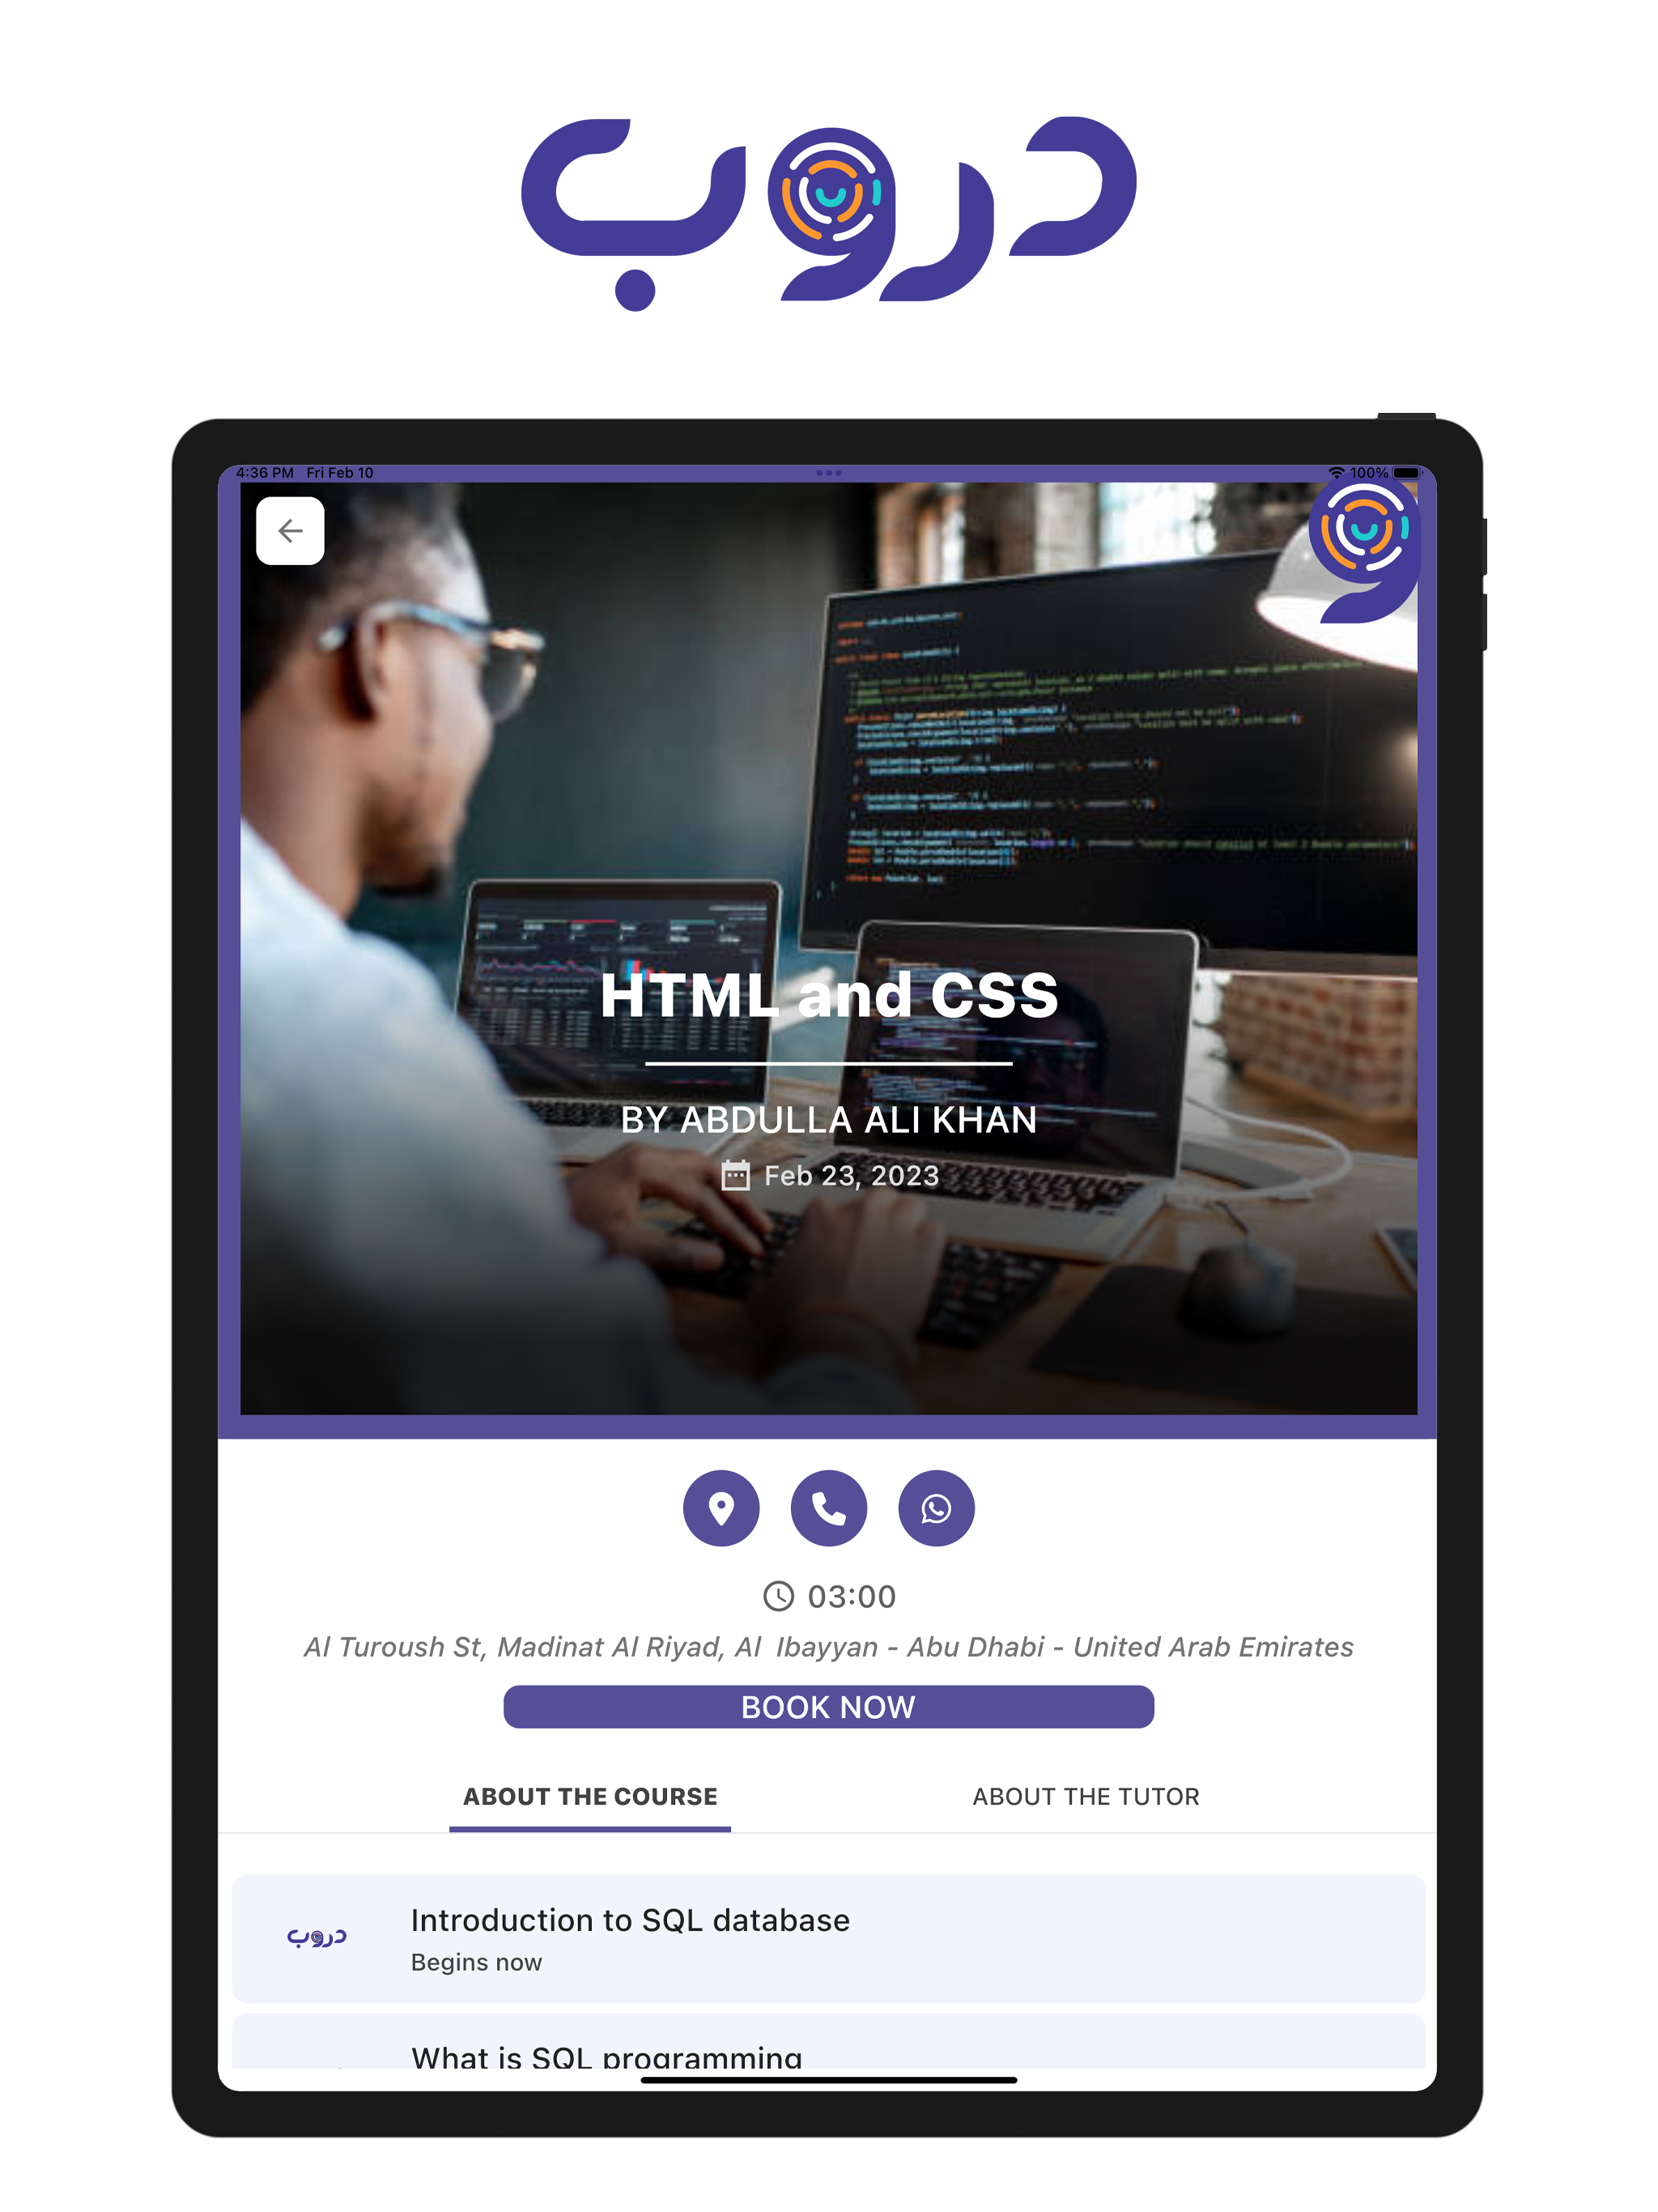 دروب
4:36 PM Fri Feb 10
100%
HTML and CSS
BY ABDULLA ALI KHAN
Feb 23, 2023
03:00
Al Turoush St, Madinat Al Riyad, Al  Ibayyan - Abu Dhabi - United Arab Emirates
BOOK NOW
ABOUT THE COURSE
ABOUT THE TUTOR
دروب
Introduction to SQL database
Begins now
What is SQL programming